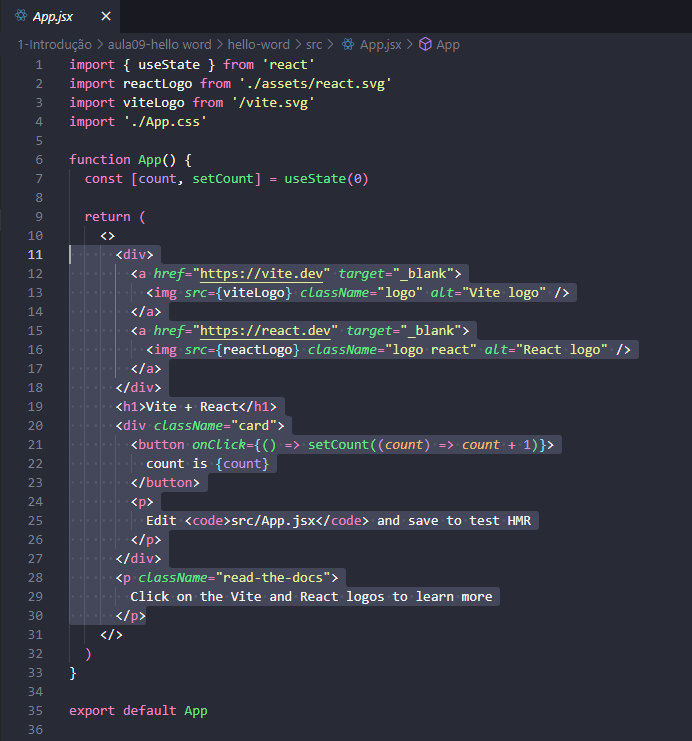 App.jsx
1-Introdução > aula09-hello word > hello-word > src > App.jsx > App
1 import { useState } from 'react'
2 import reactLogo from './assets/react.svg'
3 import viteLogo from '/vite.svg'
4 import './App.css'
5
6 function App() {
7   const [count, setCount] = useState(0)
8
9   return (
10     <>
11       <div>
12         <a href="https://vite.dev" target="_blank">
13           <img src={viteLogo} className="logo" alt="Vite logo" />
14         </a>
15         <a href="https://react.dev" target="_blank">
16           <img src={reactLogo} className="logo react" alt="React logo" />
17         </a>
18       </div>
19       <h1>Vite + React</h1>
20       <div className="card">
21         <button onClick={() => setCount((count) => count + 1)}>
22           count is {count}
23         </button>
24         <p>
25           Edit <code>src/App.jsx</code> and save to test HMR
26         </p>
27       </div>
28       <p className="read-the-docs">
29         Click on the Vite and React logos to learn more
30       </p>
31     </>
32   )
33 }
34
35 export default App
36